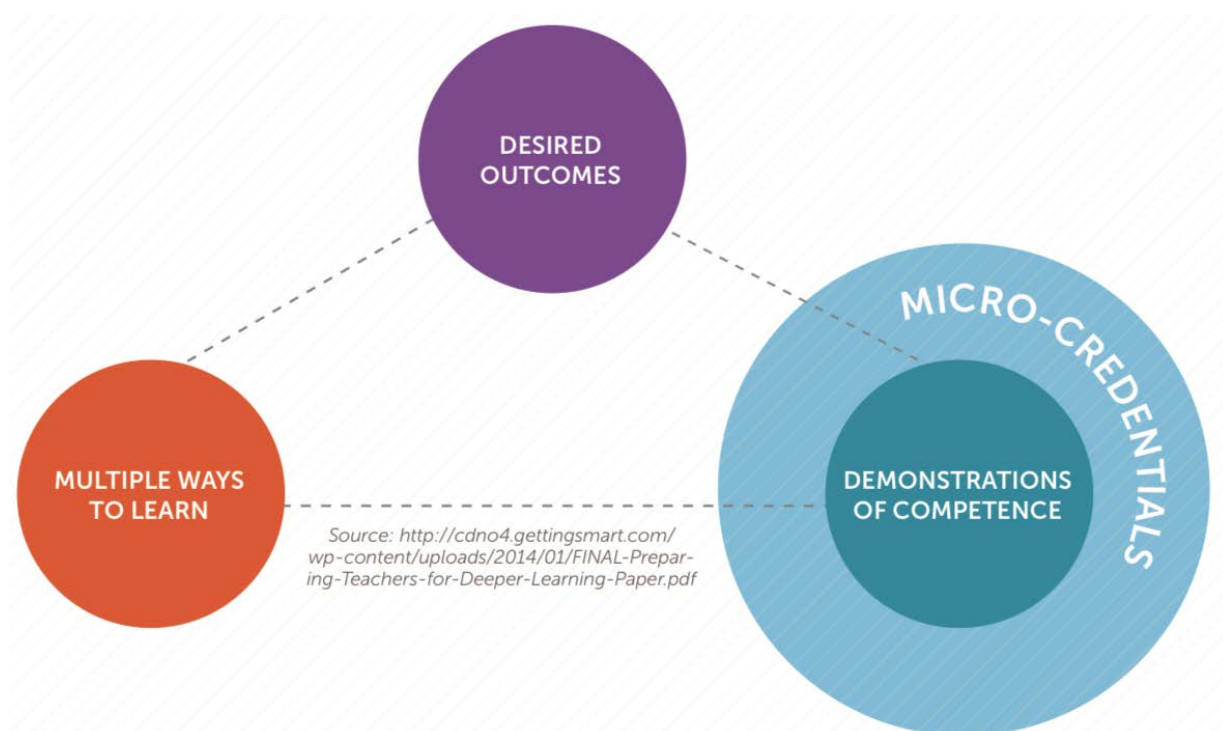 DESIRED
OUTCOMES
MICRO-CREDENTIALS
MULTIPLE WAYS
TO LEARN
DEMONSTRATIONS
OF COMPETENCE
Source: http://cdno4.gettingsmart.com/
wp-content/uploads/2014/01/FINAL-Prepar-
ing-Teachers-for-Deeper-Learning-Paper.pdf